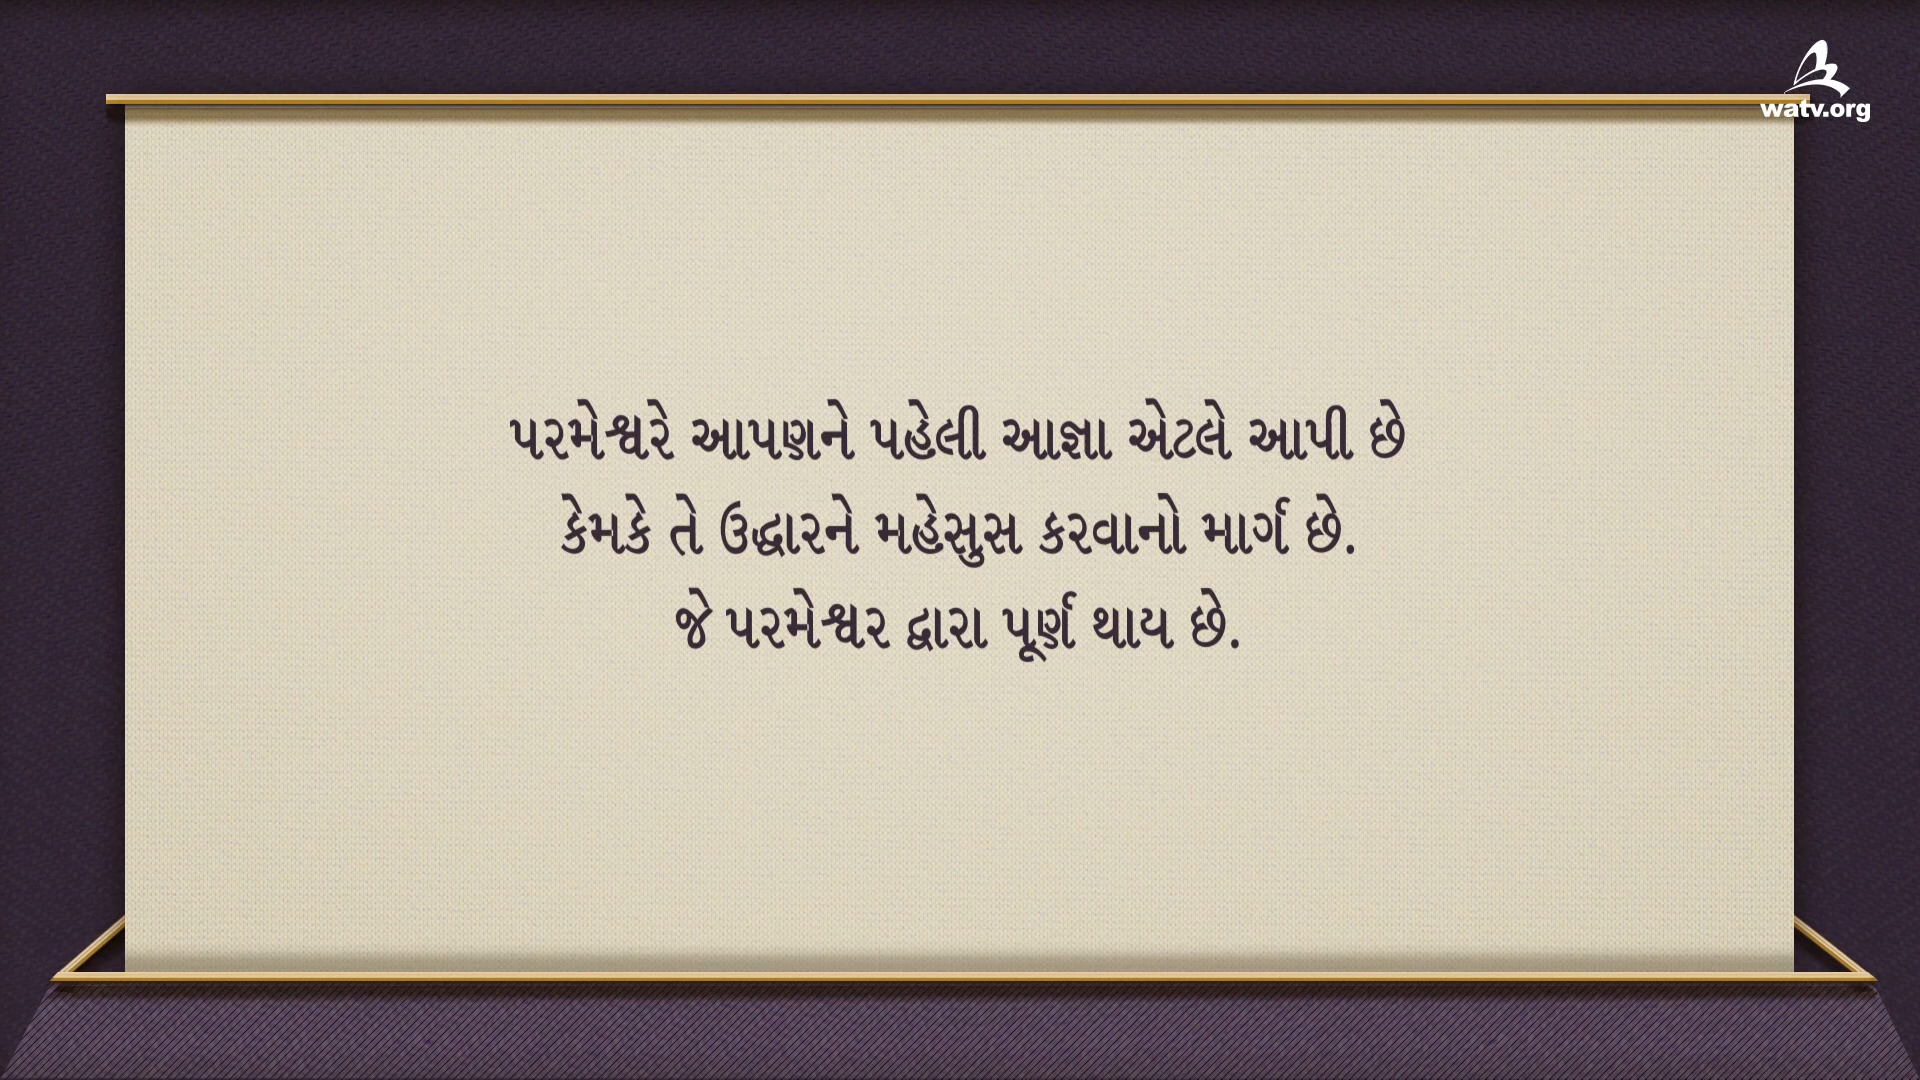 watv.org
પરમેશ્વરે આપણને પહેલી આજ્ઞા એટલે આપી છે
કેમકે તે ઉદ્ધારને મહેસુસ કરવાનો માર્ગ છે.
જે પરમેશ્વર દ્વારા પૂર્ણ થાય છે.